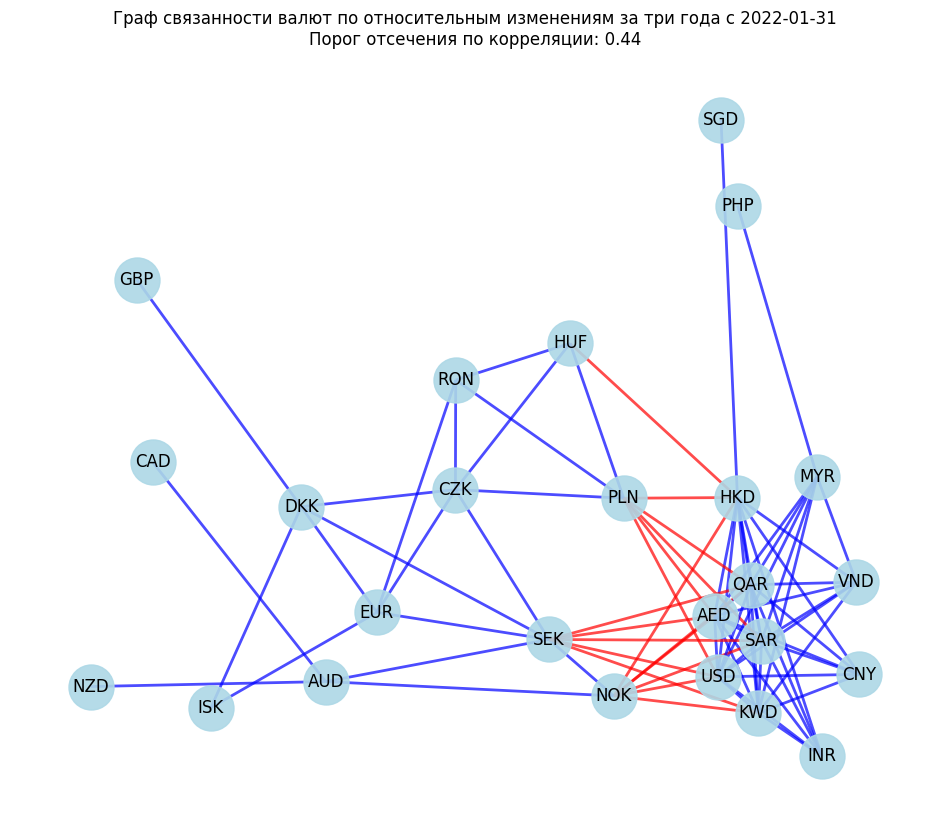 Граф связанности валют по относительным изменениям за три года с 2022-01-31
Порог отсечения по корреляции: 0.44
SGD
PHP
GBP
HUF
RON
CAD
MYR
CZK
PLN
HKD
DKK
VND
QAR
EUR
AED
SEK
SAR
CNY
USD
AUD
NZD
NOK
ISK
KWD
INR